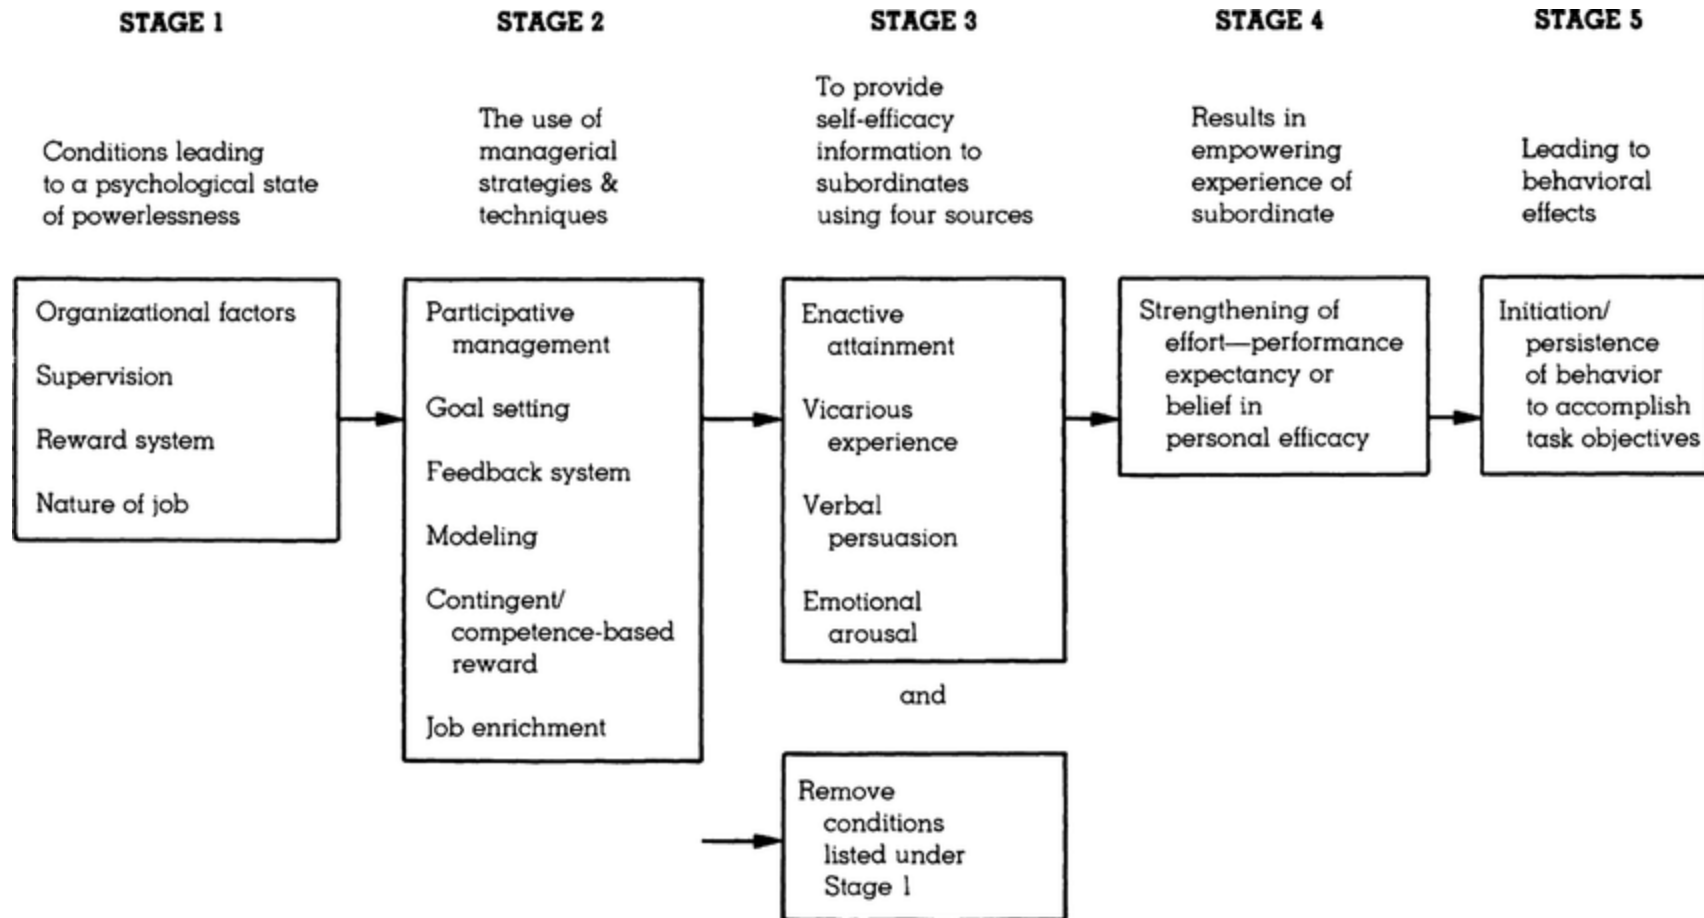 STAGE 1
Conditions leading
to a psychological state
of powerlessness
Organizational factors
Supervision
Reward system
Nature of job
STAGE 2
The use of
managerial
strategies &
techniques
Participative
management
Goal setting
Feedback system
Modeling
Contingent/
competence-based
reward
Job enrichment
STAGE 3
To provide
self-efficacy
information to
subordinates
using four sources
Enactive
attainment
Vicarious
experience
Verbal
persuasion
Emotional
arousal
and
Remove
conditions
listed under
Stage 1
STAGE 4
Results in
empowering
experience of
subordinate
Strengthening of
effort—performance
expectancy or
belief in
personal efficacy
STAGE 5
Leading to
behavioral
effects
Initiation/
persistence
of behavior
to accomplish
task objectives